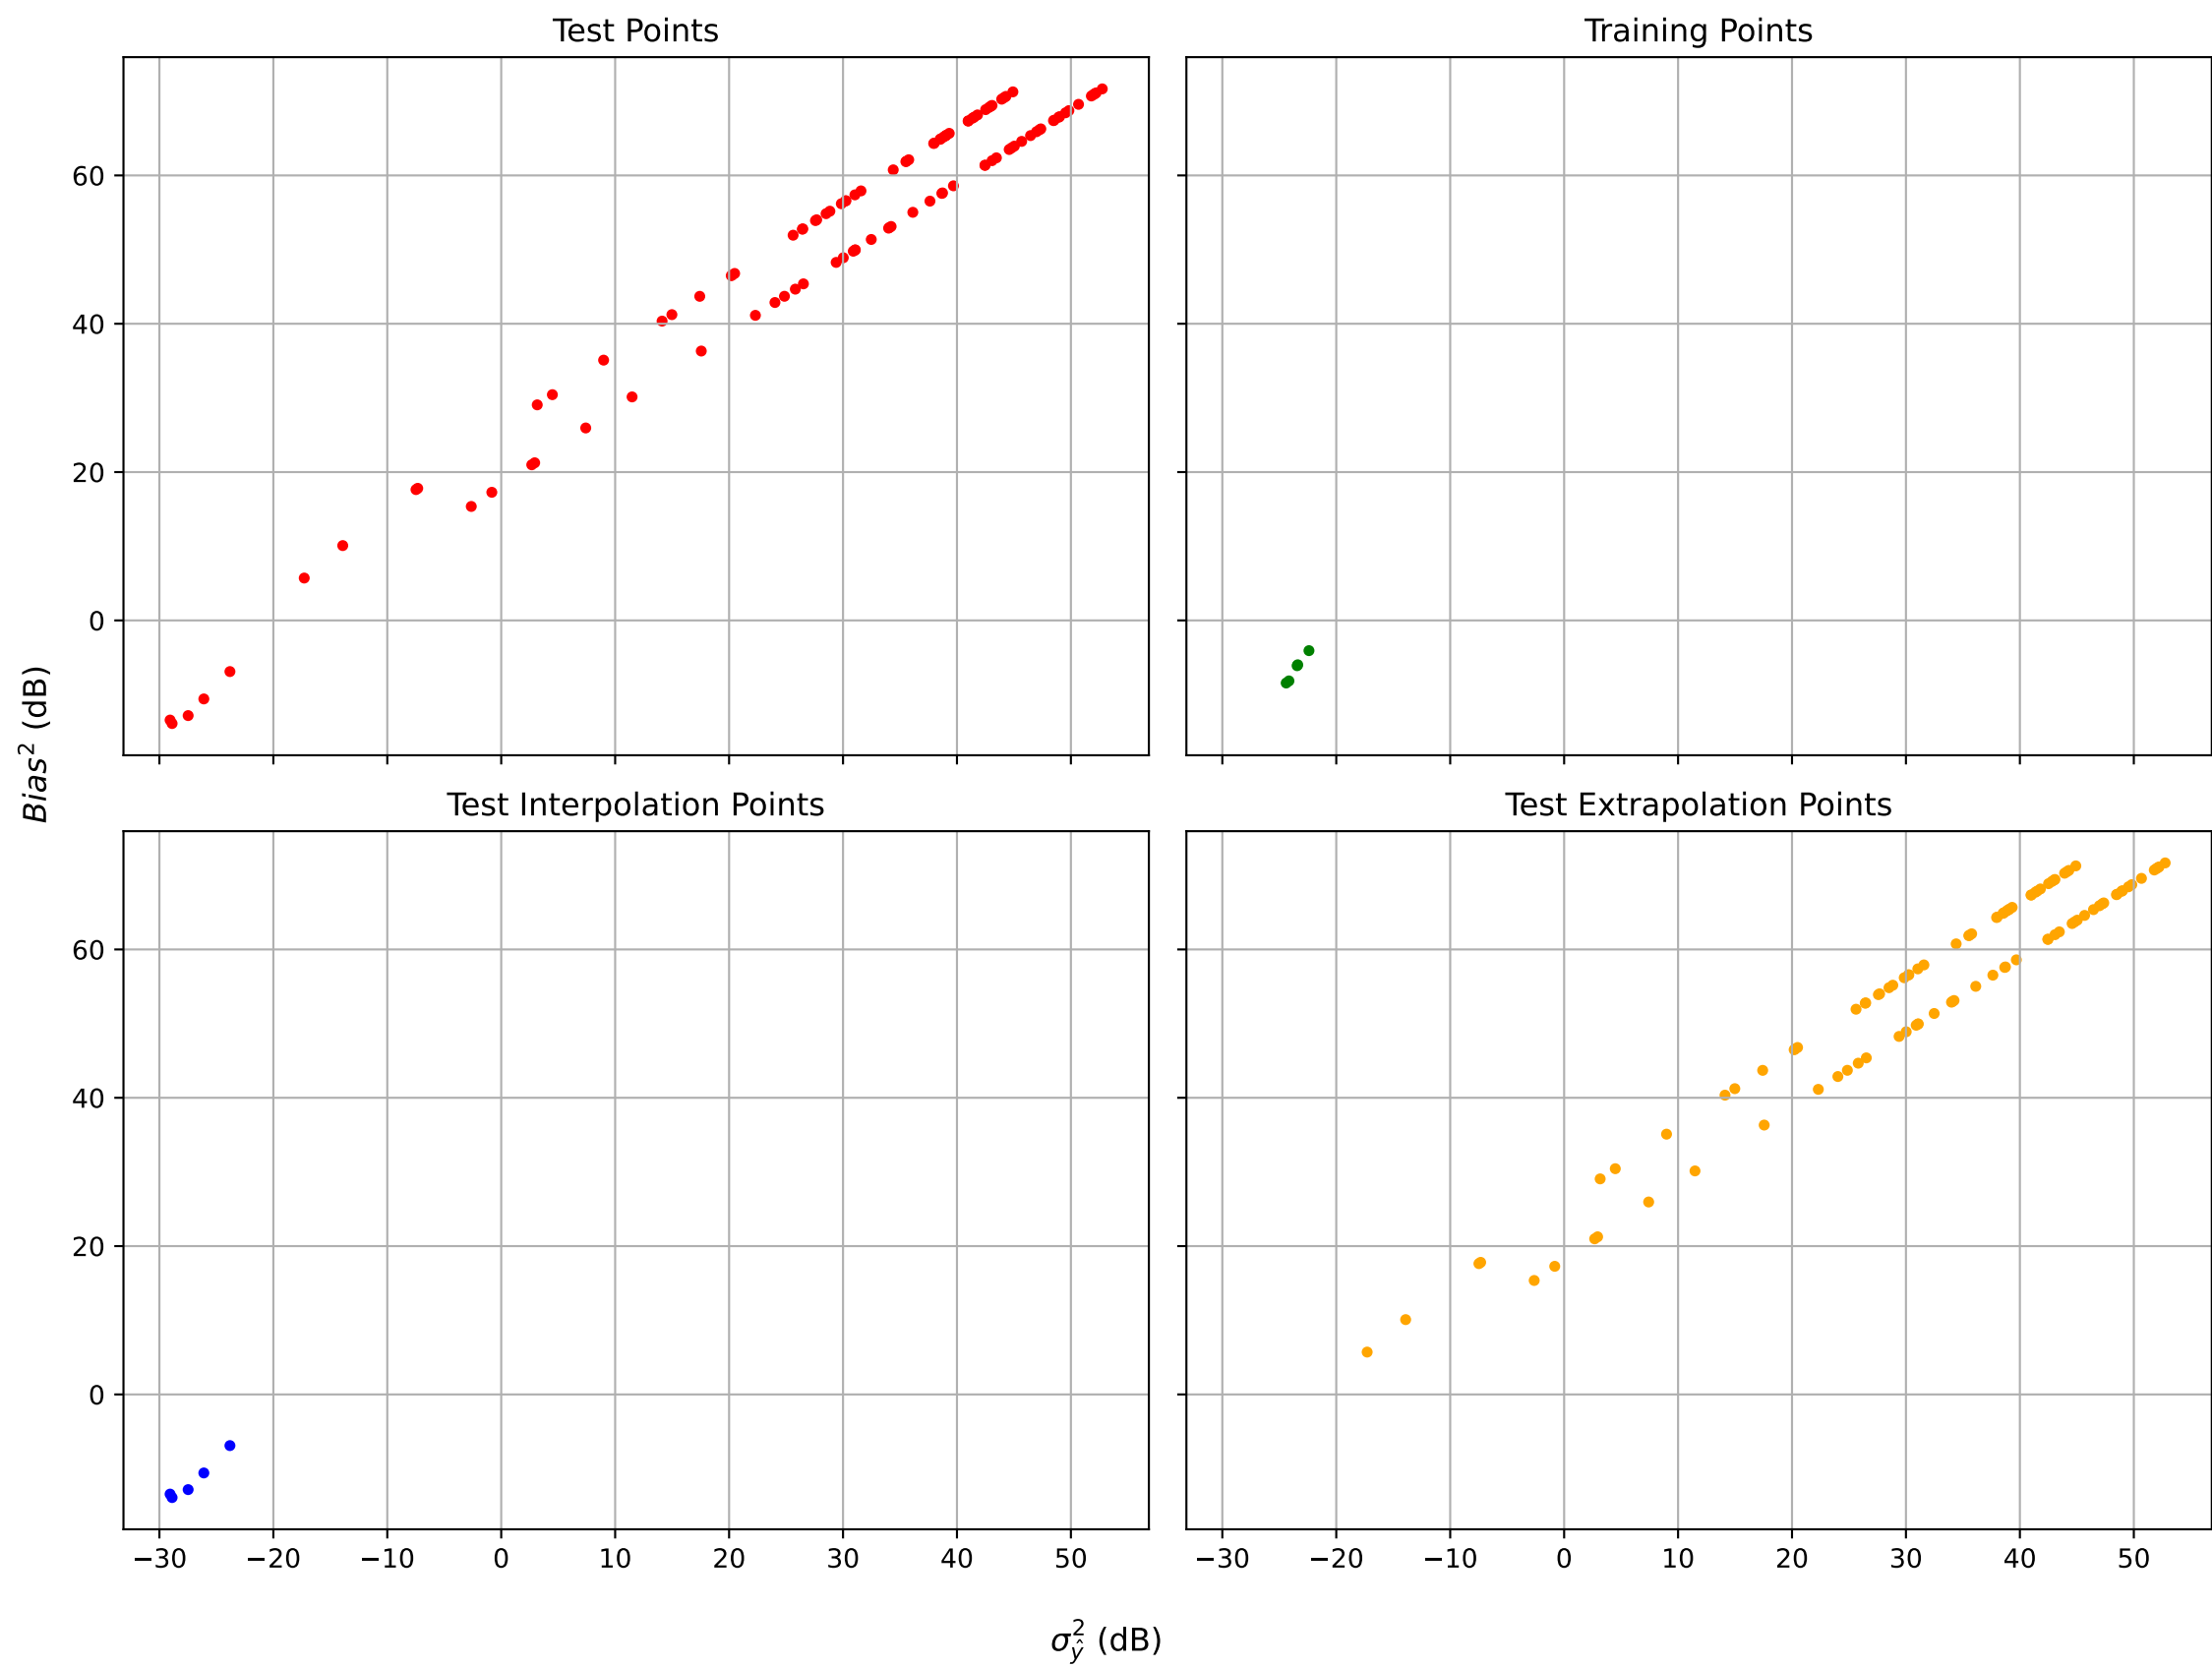 Test Points
Training Points
60
40
20
0
Bias² (dB)
Test Interpolation Points
Test Extrapolation Points
60
40
20
0
−30 −20 −10 0 10 20 30 40 50
−30 −20 −10 0 10 20 30 40 50
σ²_ŷ (dB)